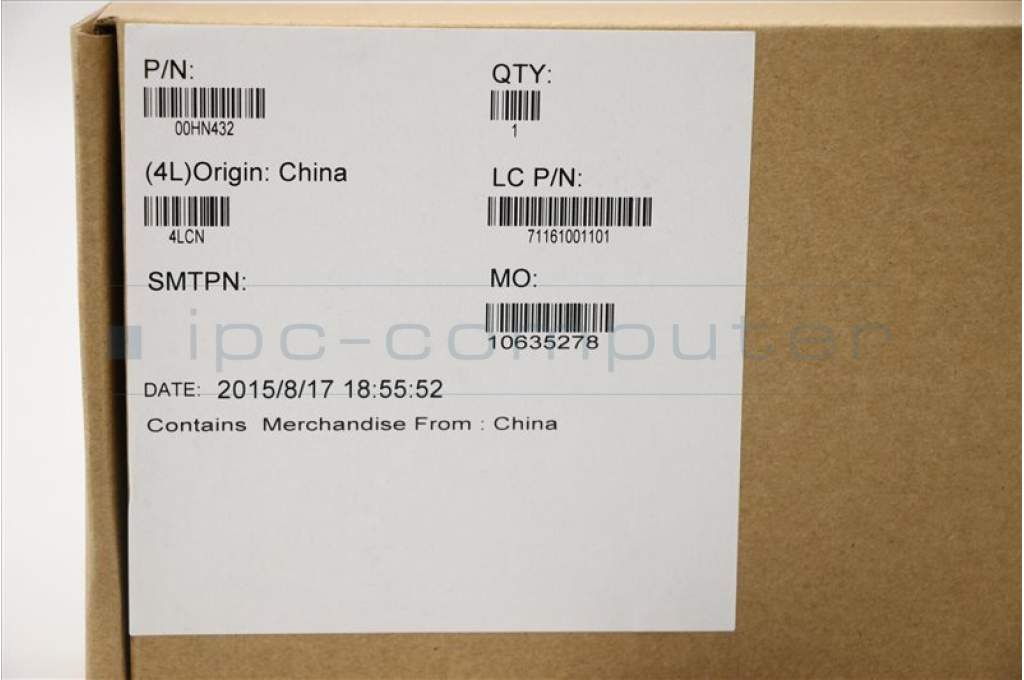 P/N:
00HN432
QTY:
1
(4L)Origin: China
4LCN
LC P/N:
71161001101
SMTPN:
MO:
10635278
ipc-computer
DATE: 2015/8/17 18:55:52
Contains Merchandise From : China